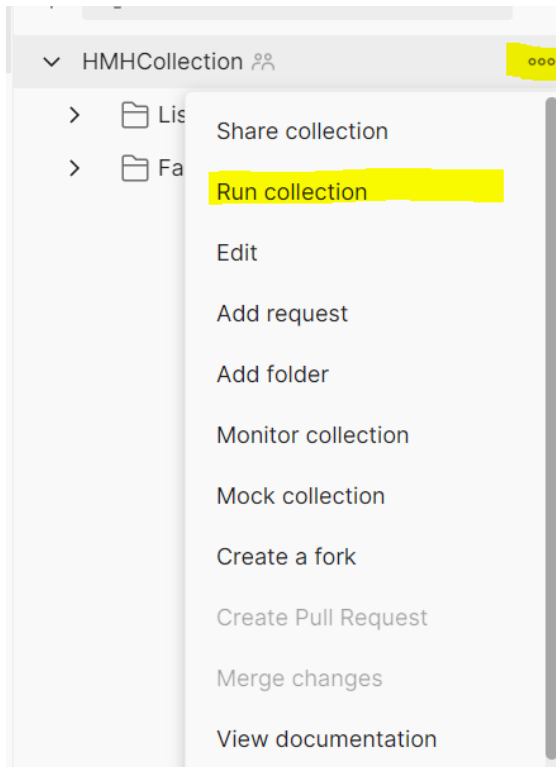 HMHCollection
Lis
Share collection
Fa
Run collection
Edit
Add request
Add folder
Monitor collection
Mock collection
Create a fork
Create Pull Request
Merge changes
View documentation